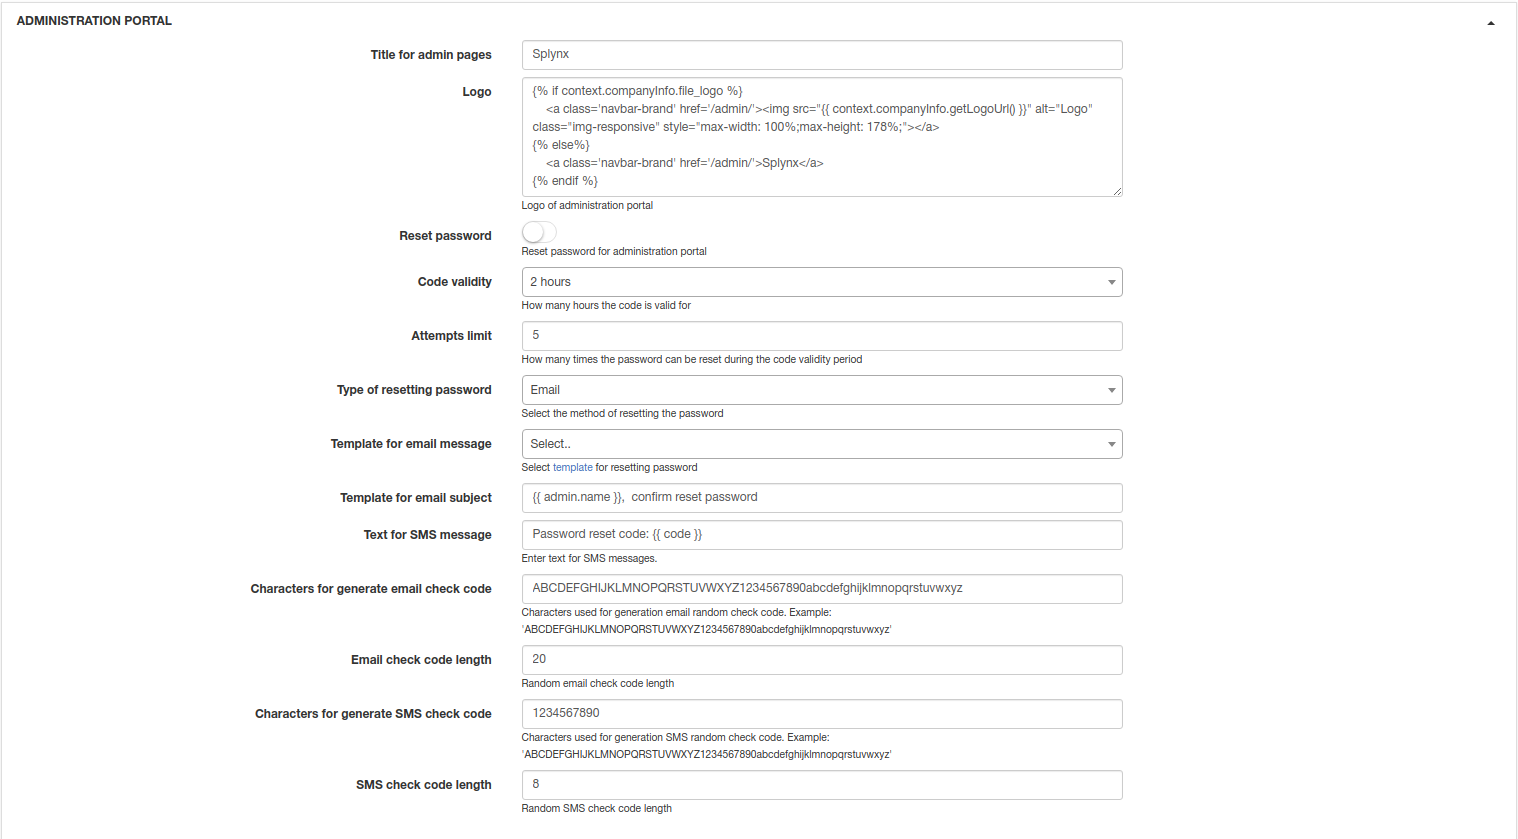 ADMINISTRATION PORTAL
Title for admin pages
Splynx
Logo
{% if context.companyInfo.file_logo %}
<a class='navbar-brand' href='/admin/'><img src="{{ context.companyInfo.getLogoUrl() }}" alt="Logo"
class="img-responsive" style="max-width: 100%;max-height: 178%;"></a>
{% else%}
<a class='navbar-brand' href='/admin/'>Splynx</a>
{% endif %}
Logo of administration portal
Reset password
Reset password for administration portal
Code validity
2 hours
How many hours the code is valid for
Attempts limit
5
How many times the password can be reset during the code validity period
Type of resetting password
Email
Select the method of resetting the password
Template for email message
Select..
Select template for resetting password
Template for email subject
{{ admin.name }},  confirm reset password
Text for SMS message
Password reset code: {{ code }}
Enter text for SMS messages.
Characters for generate email check code
ABCDEFGHIJKLMNOPQRSTUVWXYZ1234567890abcdefghijklmnopqrstuvwxyz
Characters used for generation email random check code. Example:
'ABCDEFGHIJKLMNOPQRSTUVWXYZ1234567890abcdefghijklmnopqrstuvwxyz'
Email check code length
20
Random email check code length
Characters for generate SMS check code
1234567890
Characters used for generation SMS random check code. Example:
'ABCDEFGHIJKLMNOPQRSTUVWXYZ1234567890abcdefghijklmnopqrstuvwxyz'
SMS check code length
8
Random SMS check code length